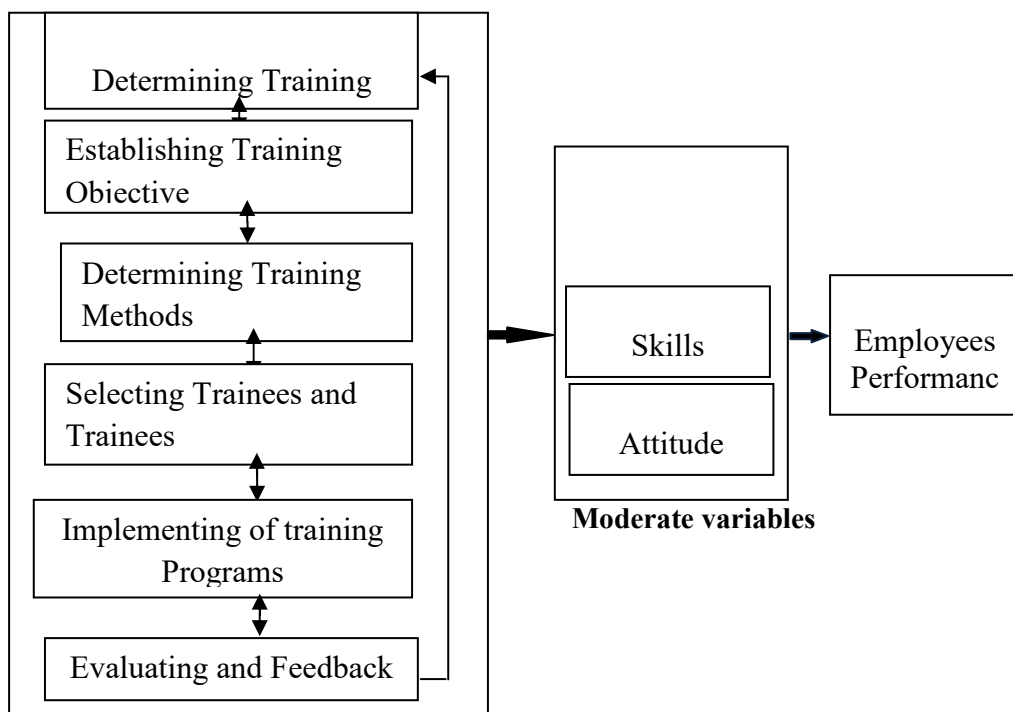 Determining Training
Establishing Training
Objective
Determining Training
Methods
Selecting Trainees and
Trainees
Implementing of training
Programs
Evaluating and Feedback
Skills
Attitude
Moderate variables
Employees
Performanc